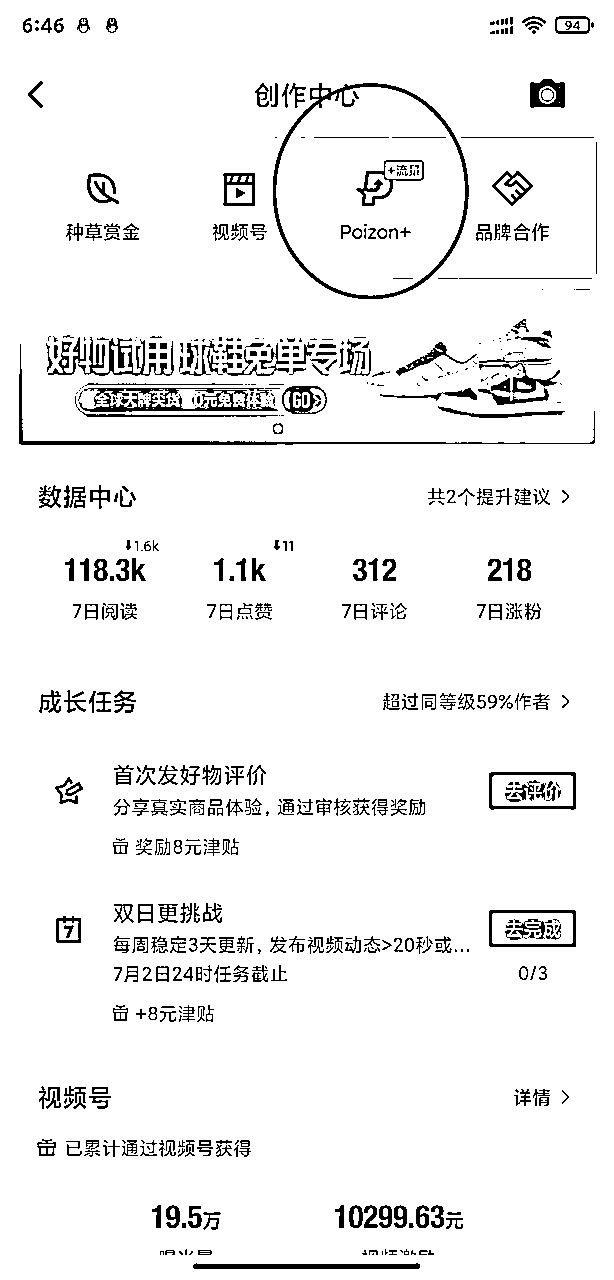 6:46
94
创作中心
+流量
种草赏金
视频号
Poizon+
品牌合作
好物试用 球鞋免单专场
全球大牌卖货 0元免费体验 GO
数据中心
共2个提升建议
1.6k
11
118.3k
1.1k
312
218
7日阅读
7日点赞
7日评论
7日涨粉
成长任务
超过同等级59%作者
首次发好物评价
去评价
分享真实商品体验，通过审核获得奖励
奖励8元津贴
双日更挑战
7
去完成
每周稳定3天更新，发布视频动态>20秒或...
7月2日24时任务截止
0/3
+8元津贴
视频号
详情
已累计通过视频号获得
19.5万
10299.63元